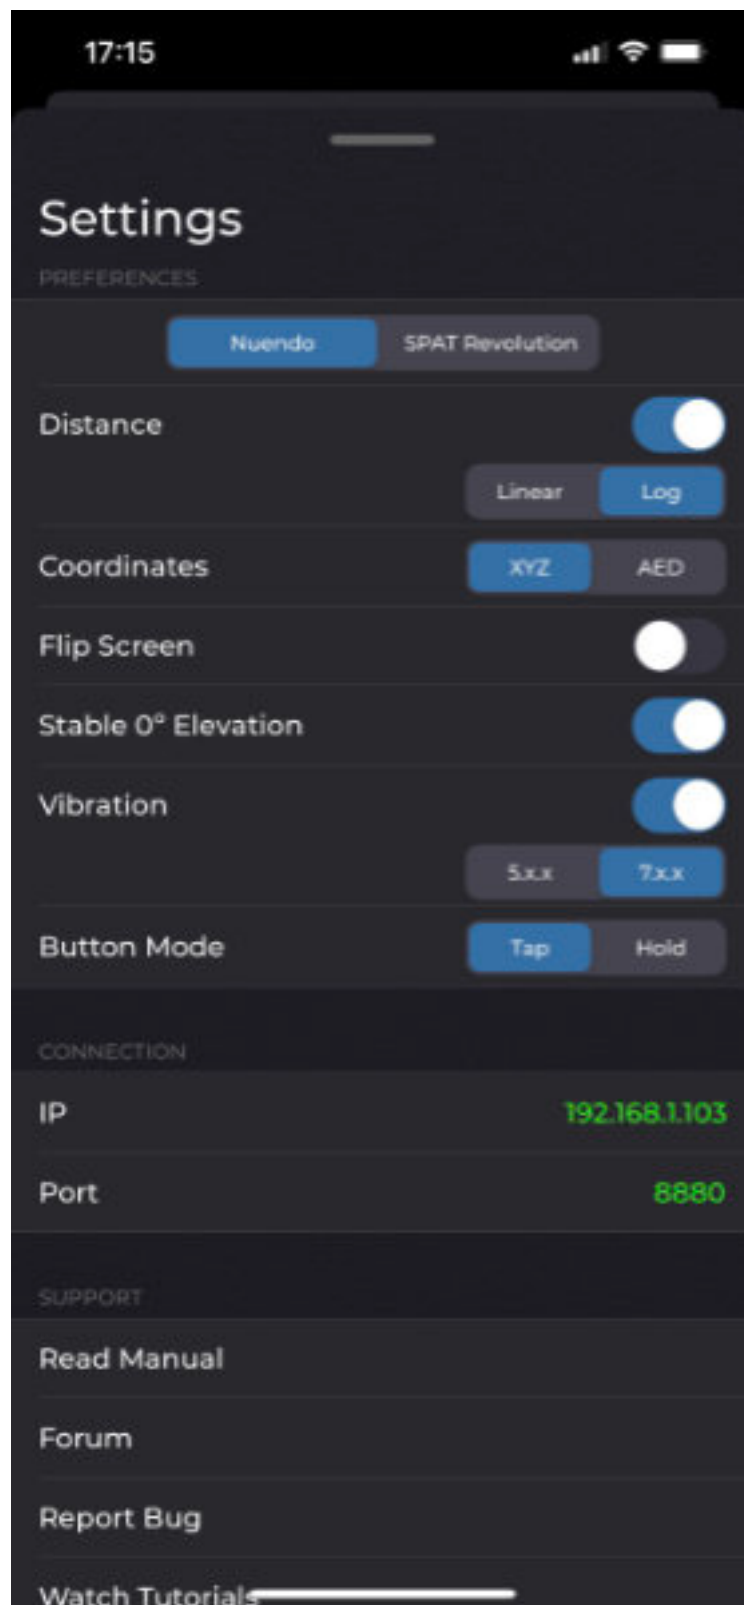 17:15
Settings
PREFERENCES
Nuendo SPAT Revolution
Distance
Linear Log
Coordinates XYZ AED
Flip Screen
Stable 0° Elevation
Vibration
5.x.x 7.x.x
Button Mode Tap Hold
CONNECTION
IP 192.168.1.103
Port 8880
SUPPORT
Read Manual
Forum
Report Bug
Watch Tutorials